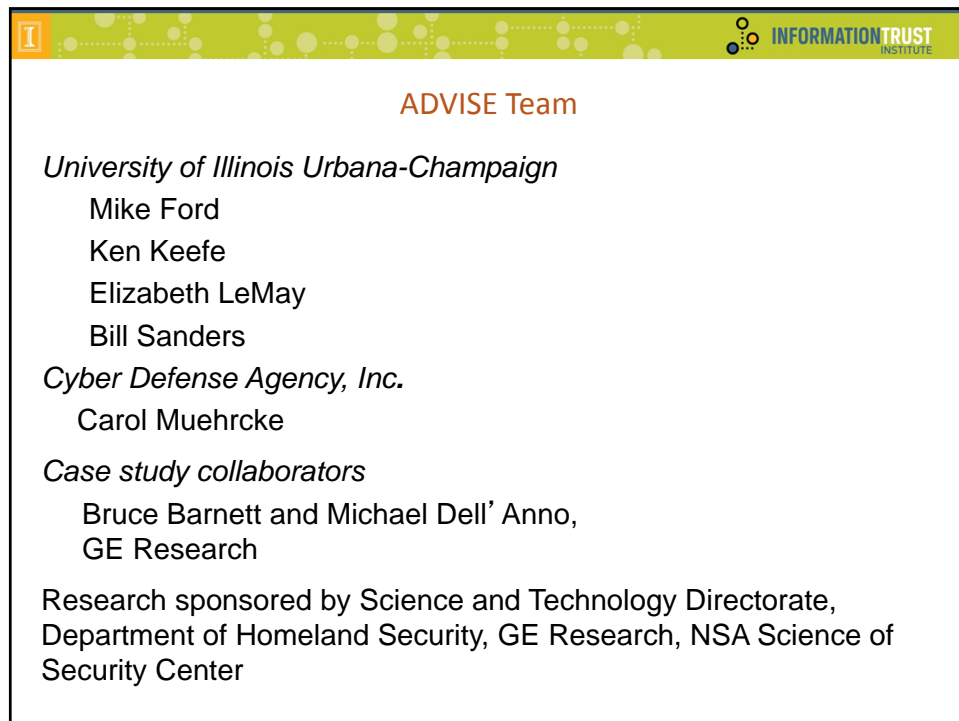 I
INFORMATIONTRUST
INSTITUTE
ADVISE Team
University of Illinois Urbana-Champaign
Mike Ford
Ken Keefe
Elizabeth LeMay
Bill Sanders
Cyber Defense Agency, Inc.
Carol Muehrcke
Case study collaborators
Bruce Barnett and Michael Dell’Anno,
GE Research
Research sponsored by Science and Technology Directorate,
Department of Homeland Security, GE Research, NSA Science of
Security Center